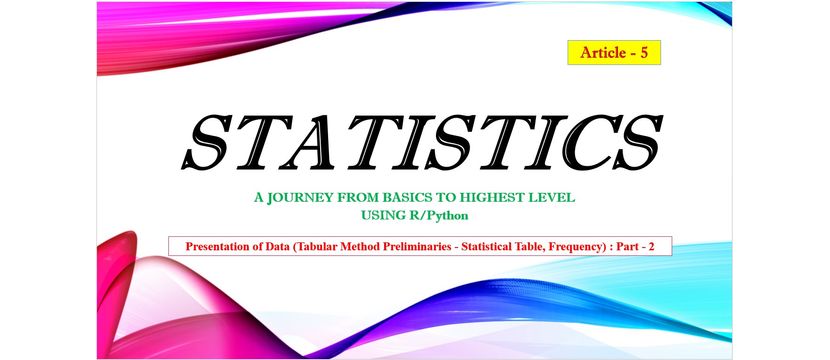 Article - 5
STATISTICS
A JOURNEY FROM BASICS TO HIGHEST LEVEL
USING R/Python
Presentation of Data (Tabular Method Preliminaries - Statistical Table, Frequency) : Part - 2